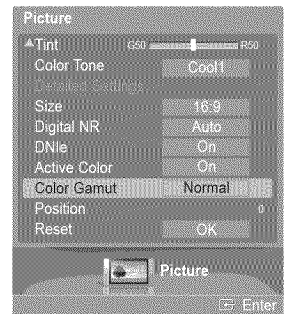 Picture
Tint G50 R50
Color Tone Cool1
Detailed Settings
Size 16:9
Digital NR Auto
DNIe On
Active Color On
Color Gamut Normal
Position 0
Reset OK
Picture
Enter